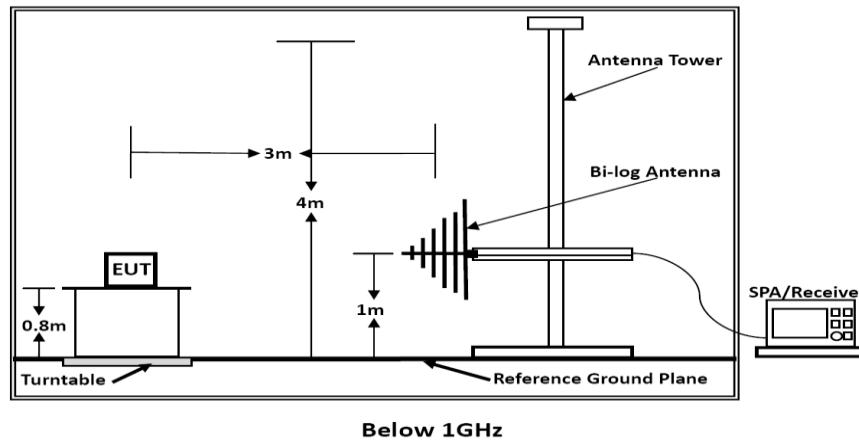 Antenna Tower
3m
Bi-log Antenna
4m
EUT
SPA/Receive
1m
0.8m
Turntable
Reference Ground Plane
Below 1GHz